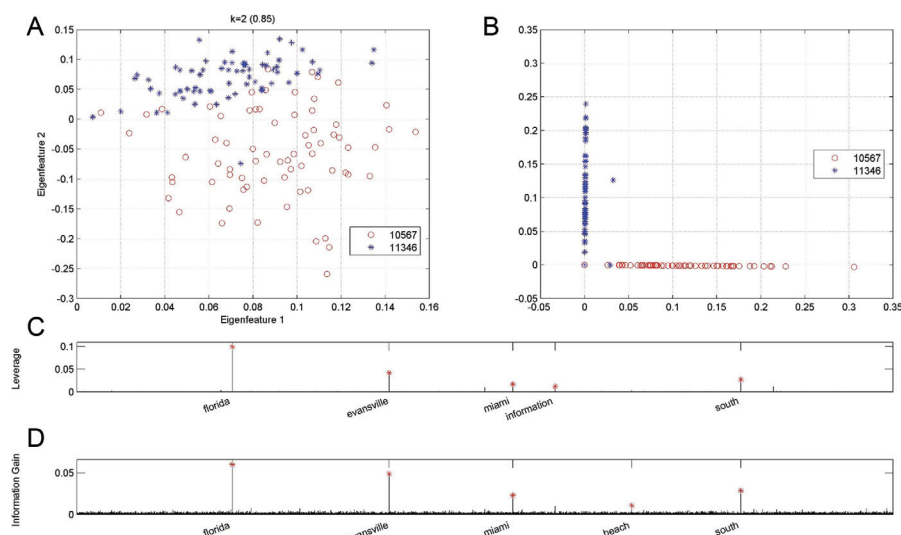 A
k=2 (0.85)
B
0.15
0.1
0.05
0
-0.05
-0.1
-0.15
-0.2
-0.25
-0.3
Eigenfeature 2
10567
11346
0 0.02 0.04 0.06 0.08 0.1 0.12 0.14 0.16
Eigenfeature 1
0.35
0.3
0.25
0.2
0.15
0.1
0.05
0
-0.05
10567
11346
-0.05 0 0.05 0.1 0.15 0.2 0.25 0.3 0.35
C
Leverage
0.1
0.05
0
florida evansville miami information south
D
Information Gain
0.05
0
florida miami beach south